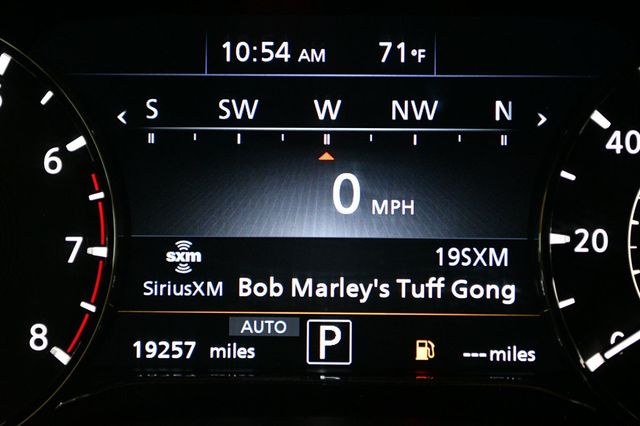 10:54 AM 71°F
S SW W NW N
0 MPH
sxm 19SXM
SiriusXM Bob Marley's Tuff Gong
AUTO
19257 miles P ---miles
6
7
8
40
20
0